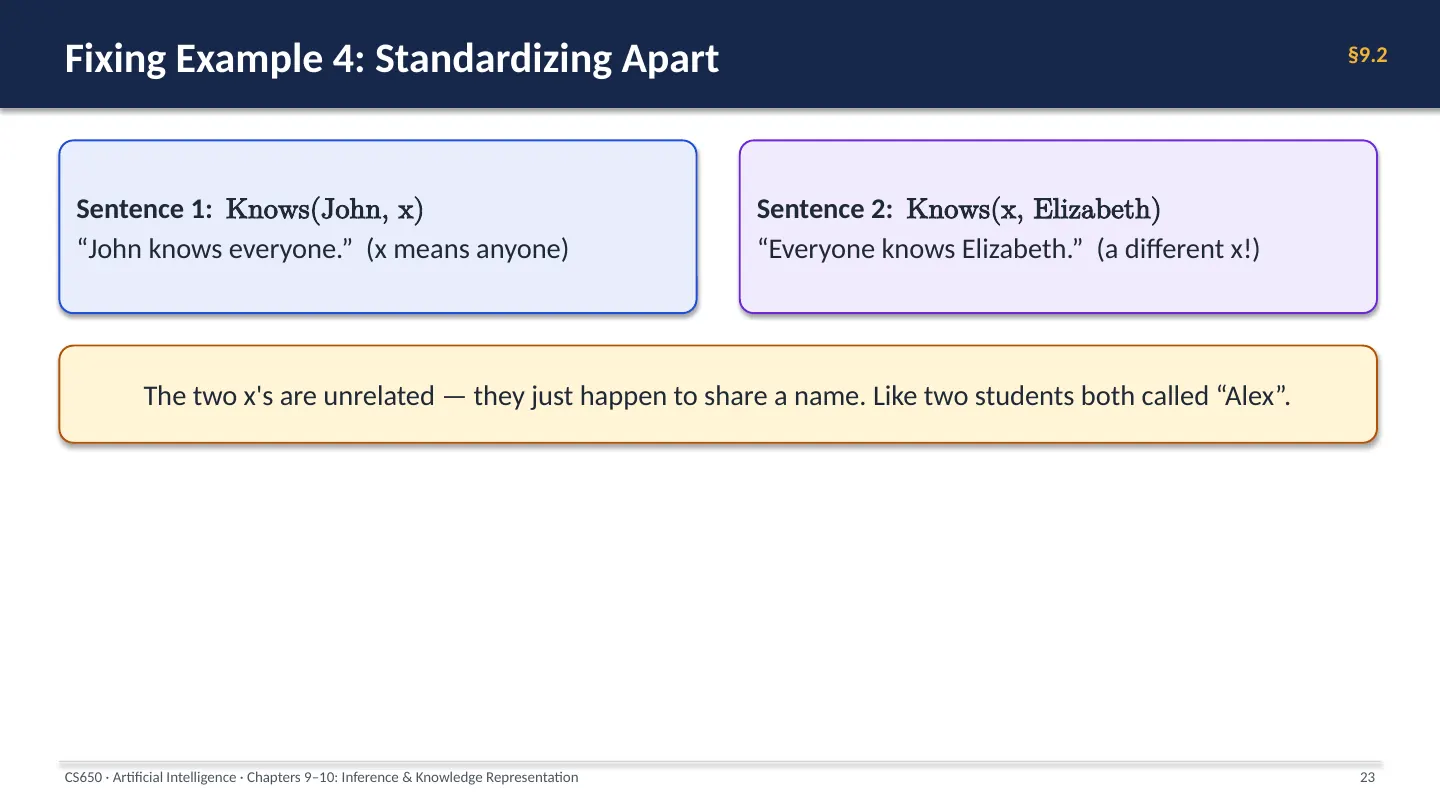 Fixing Example 4: Standardizing Apart
§9.2
Sentence 1: Knows(John, x)
“John knows everyone.” (x means anyone)
Sentence 2: Knows(x, Elizabeth)
“Everyone knows Elizabeth.” (a different x!)
The two x's are unrelated — they just happen to share a name. Like two students both called “Alex”.
CS650 · Artificial Intelligence · Chapters 9–10: Inference & Knowledge Representation
23